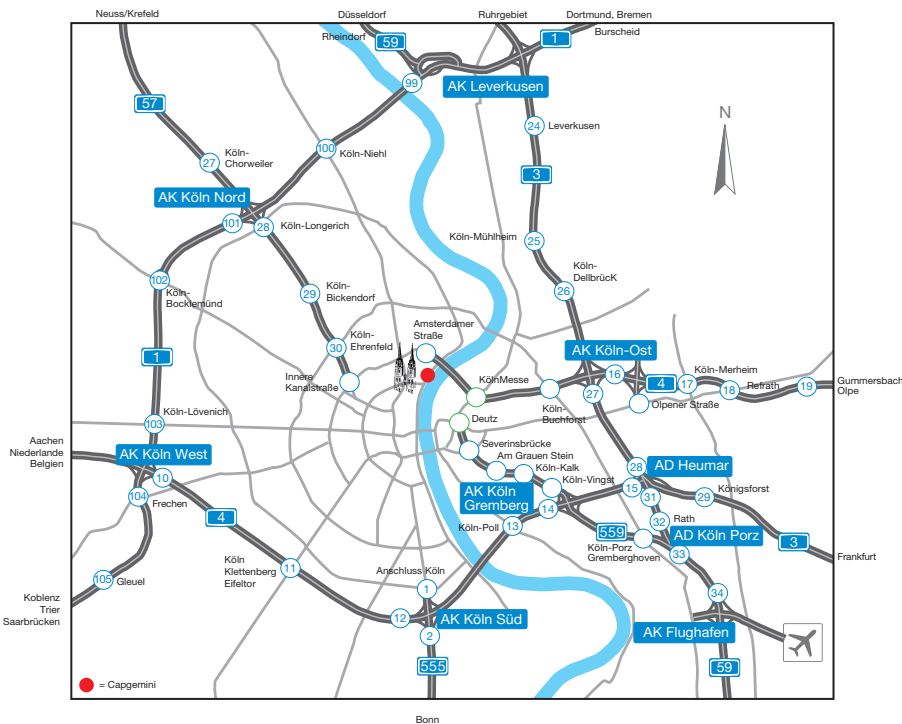 Neuss/Krefeld
Düsseldorf
Ruhrgebiet
Dortmund, Bremen
Burscheid
Rheindorf
59
1
AK Leverkusen
99
57
24
Leverkusen
N
100
Köln-Niehl
27
Köln-
Chorweiler
3
AK Köln Nord
101
28
Köln-Longerich
Köln-Mühlheim
25
102
Köln-
Bocklemünd
29
Köln-
Bickendorf
Köln-
DellbrücK
26
1
30
Köln-
Ehrenfeld
Amsterdamer
Straße
AK Köln-Ost
16
4
17
Köln-Merheim
18
Refrath
19
Gummersbach
Olpe
Innere
Kanalstraße
KölnMesse
27
Köln-
Buchforst
Olpener Straße
103
Köln-Lövenich
Deutz
Aachen
Niederlande
Belgien
AK Köln West
10
104
Frechen
Severinsbrücke
Am Grauen Stein
Köln-Kalk
Köln-Vingst
AK Köln
Gremberg
28
AD Heumar
15
31
29
Königsforst
14
13
Köln-Poll
4
559
32
Rath
AD Köln Porz
Köln-Porz
Gremberghoven
33
3
Frankfurt
Köln
Klettenberg
Eifeltor
11
Anschluss Köln
1
105
Gleuel
34
Koblenz
Trier
Saarbrücken
12
AK Köln Süd
2
AK Flughafen
555
59
= Capgemini
Bonn